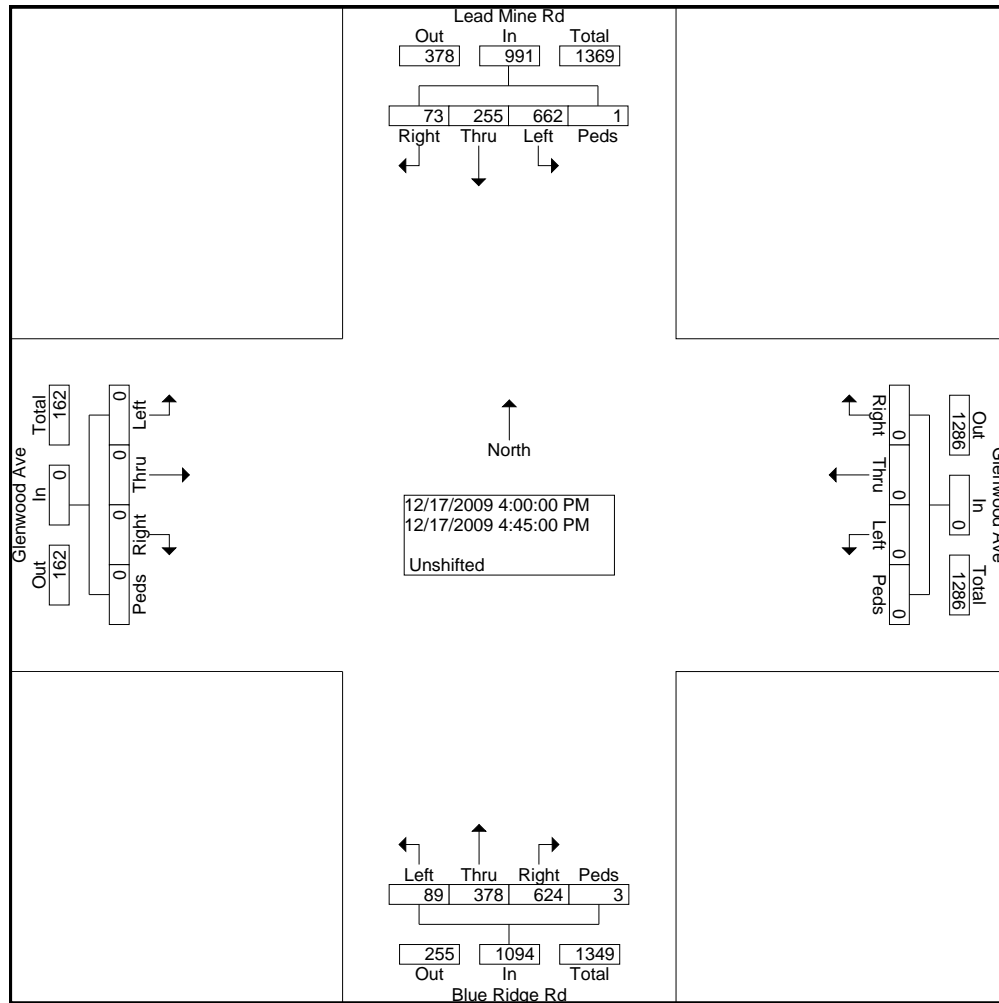 Lead Mine Rd
Out In Total
378 991 1369
73 255 662 1
Right Thru Left Peds
Glenwood Ave
Total In Out
162 0 162
Left Thru Right Peds
0 0 0 0
North
12/17/2009 4:00:00 PM
12/17/2009 4:45:00 PM
Unshifted
Right Thru Left Peds
0 0 0 0
Out In Total
1286 0 1286
Glenwood Ave
Left Thru Right Peds
89 378 624 3
255 1094 1349
Out In Total
Blue Ridge Rd